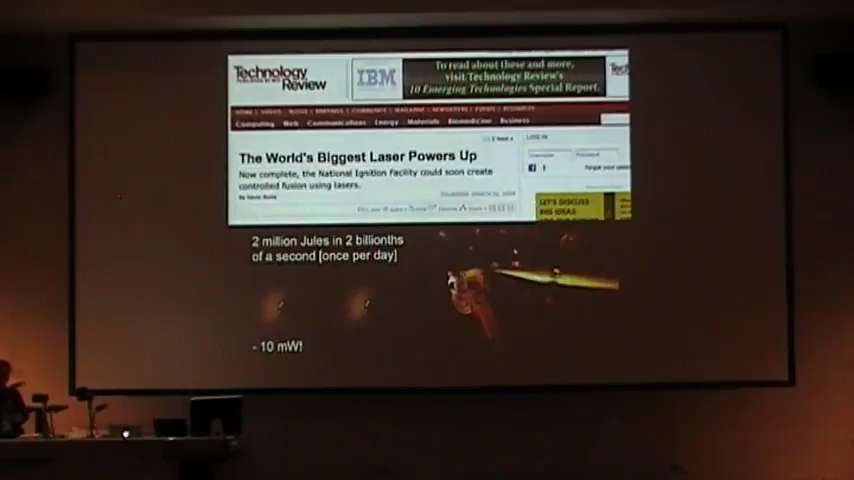 Technology
Review
IBM
To read about these and more,
visit Technology Review's
10 Emerging Technologies Special Report.
Computing Web Communications Energy Materials Biomedicine Business
LOG IN
The World's Biggest Laser Powers Up
Now complete, the National Ignition Facility could soon create
controlled fusion using lasers.
LET'S DISCUSS
BIG IDEAS
2 million Jules in 2 billionths
of a second [once per day]
- 10 mW!